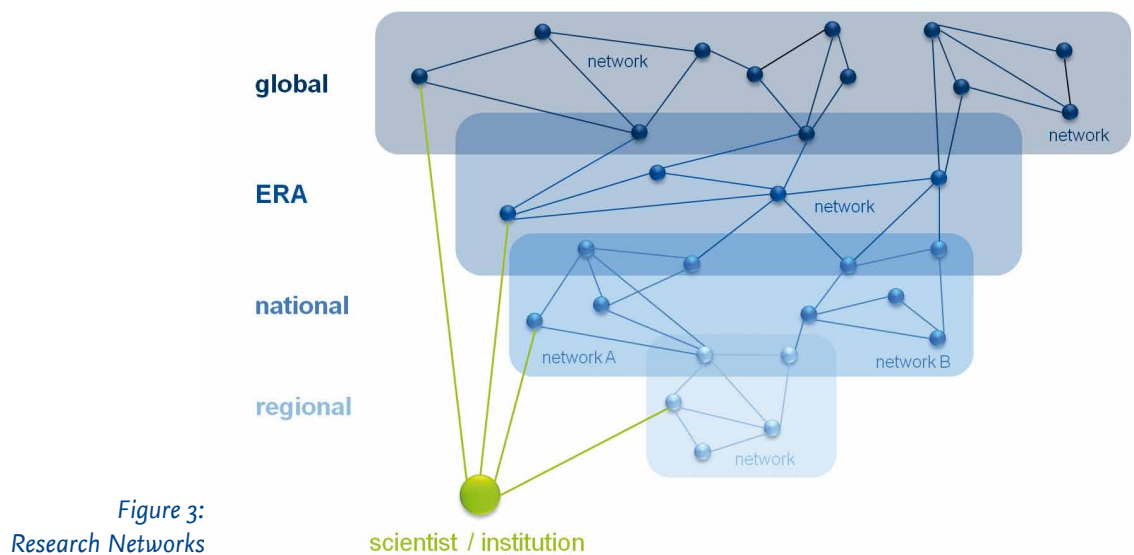 network
global
network
ERA
network
national
network A
network B
regional
network
Figure 3:
Research Networks
scientist / institution